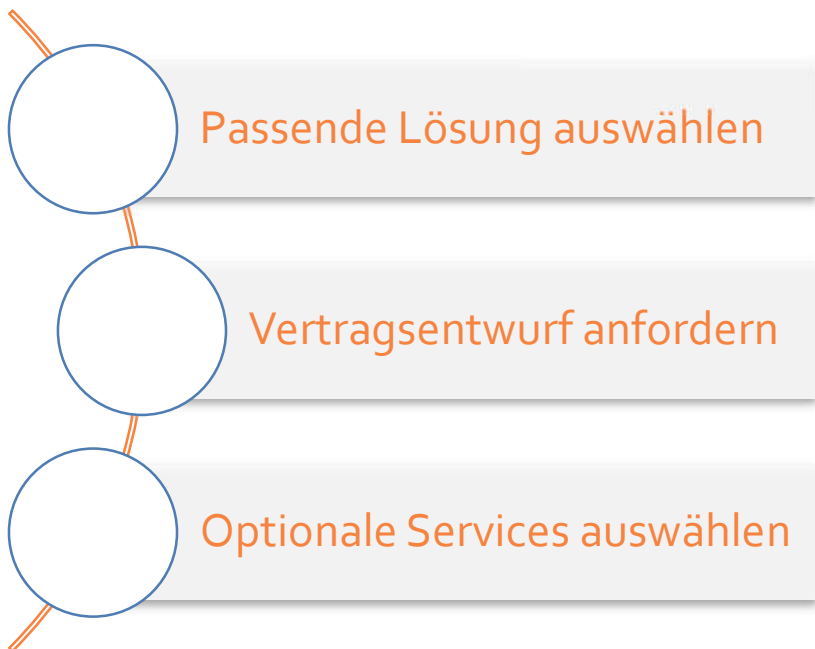 Passende Lösung auswählen
Vertragsentwurf anfordern
Optionale Services auswählen